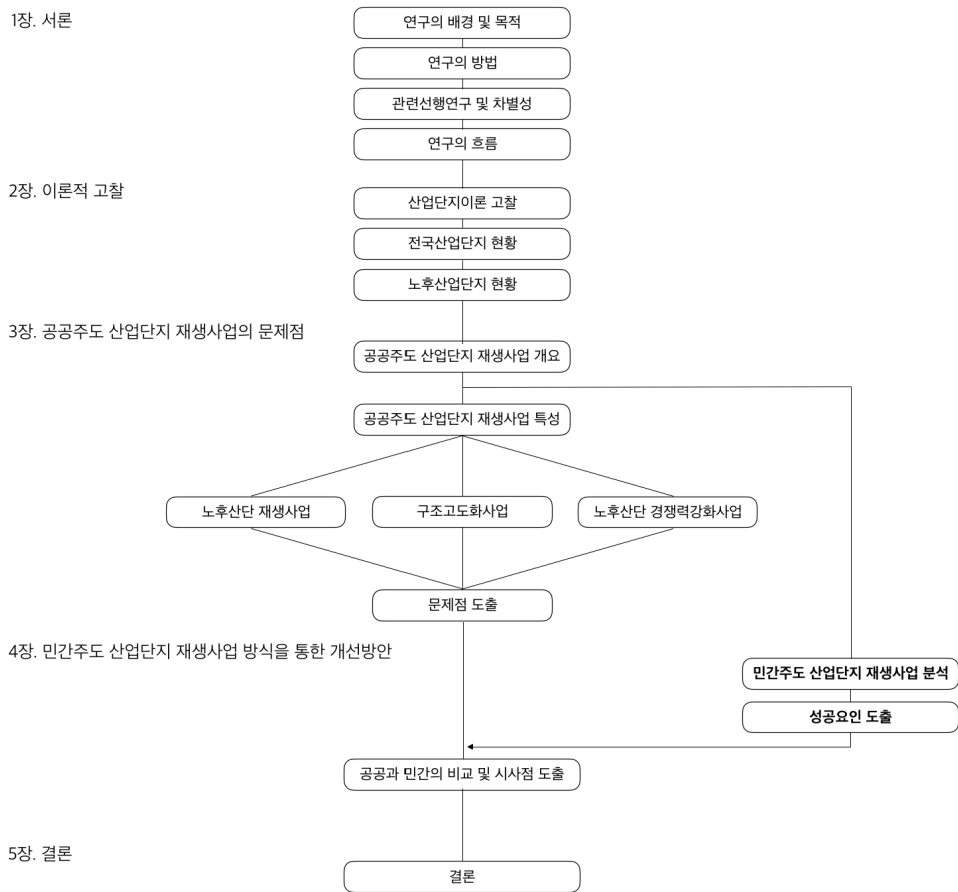 1장. 서론
연구의 배경 및 목적
연구의 방법
관련선행연구 및 차별성
연구의 흐름
2장. 이론적 고찰
산업단지이론 고찰
전국산업단지 현황
노후산업단지 현황
3장. 공공주도 산업단지 재생사업의 문제점
공공주도 산업단지 재생사업 개요
공공주도 산업단지 재생사업 특성
노후산단 재생사업
구조고도화사업
노후산단 경쟁력강화사업
문제점 도출
4장. 민간주도 산업단지 재생사업 방식을 통한 개선방안
민간주도 산업단지 재생사업 분석
성공요인 도출
공공과 민간의 비교 및 시사점 도출
5장. 결론
결론